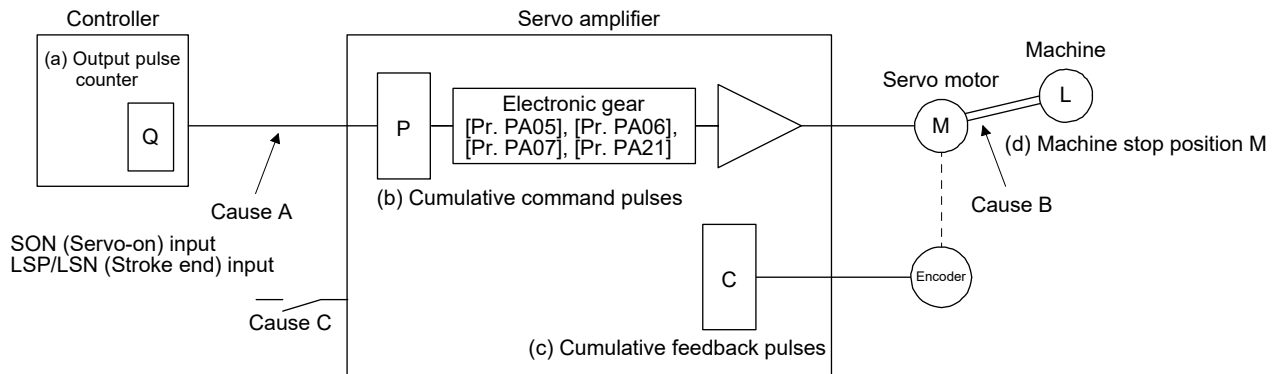 Controller
Servo amplifier
(a) Output pulse
counter
Q
P
Electronic gear
[Pr. PA05], [Pr. PA06],
[Pr. PA07], [Pr. PA21]
Servo motor
M
Machine
L
(d) Machine stop position M
Cause A
(b) Cumulative command pulses
Cause B
SON (Servo-on) input
LSP/LSN (Stroke end) input
Cause C
C
Encoder
(c) Cumulative feedback pulses